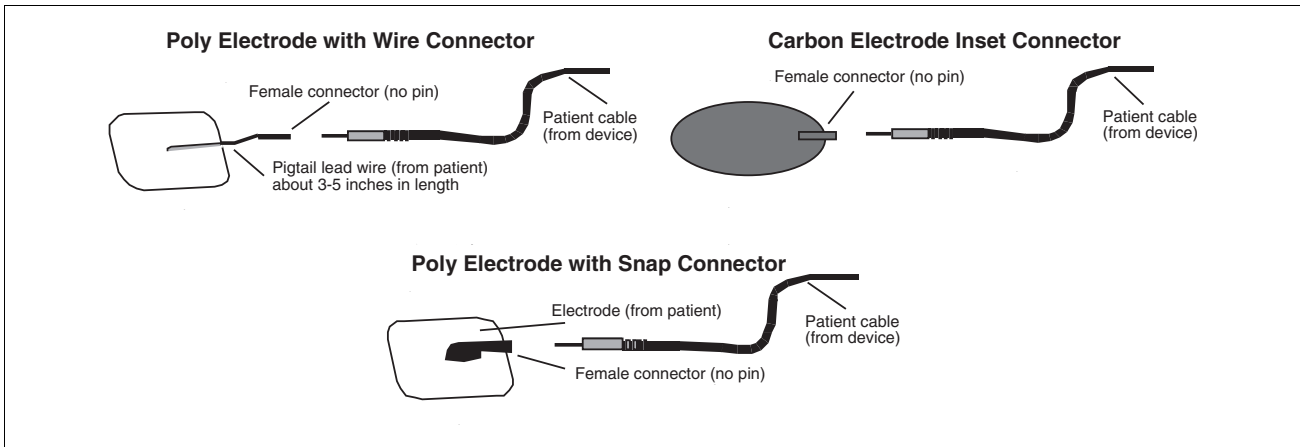 Poly Electrode with Wire Connector
Female connector (no pin)
Patient cable
(from device)
Pigtail lead wire (from patient)
about 3-5 inches in length
Carbon Electrode Inset Connector
Female connector (no pin)
Patient cable
(from device)
Poly Electrode with Snap Connector
Electrode (from patient)
Patient cable
(from device)
Female connector (no pin)